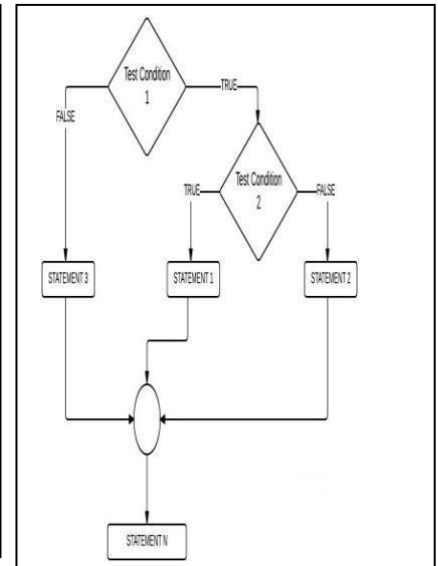 Test Condition
1
TRUE
FALSE
Test Condition
2
TRUE
FALSE
STATEMENT 3
STATEMENT 1
STATEMENT 2
STATEMENT N